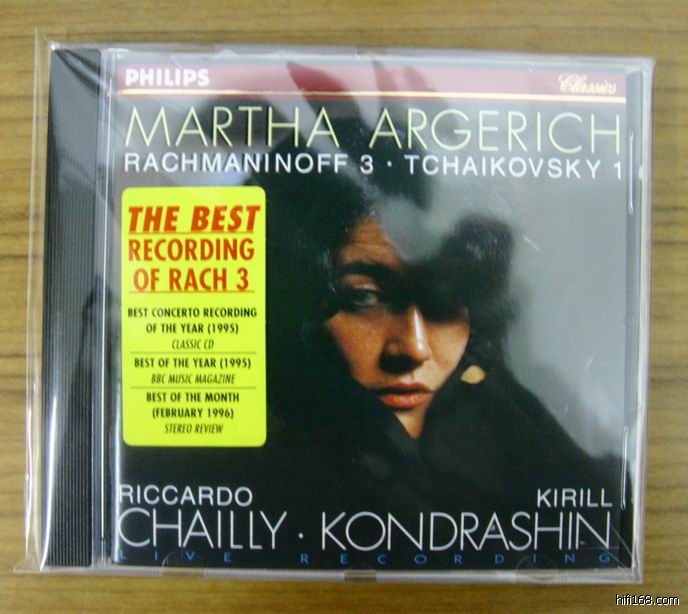 PHILIPS
Classics
MARTHA ARGERICH
RACHMANINOFF 3 · TCHAIKOVSKY 1
THE BEST
RECORDING
OF RACH 3
BEST CONCERTO RECORDING
OF THE YEAR (1995)
CLASSIC CD
BEST OF THE YEAR (1995)
BBC MUSIC MAGAZINE
BEST OF THE MONTH
(FEBRUARY 1996)
STEREO REVIEW
RICCARDO
KIRILL
CHAILLY · KONDRASHIN
LIVE RECORDING
hifi168.com